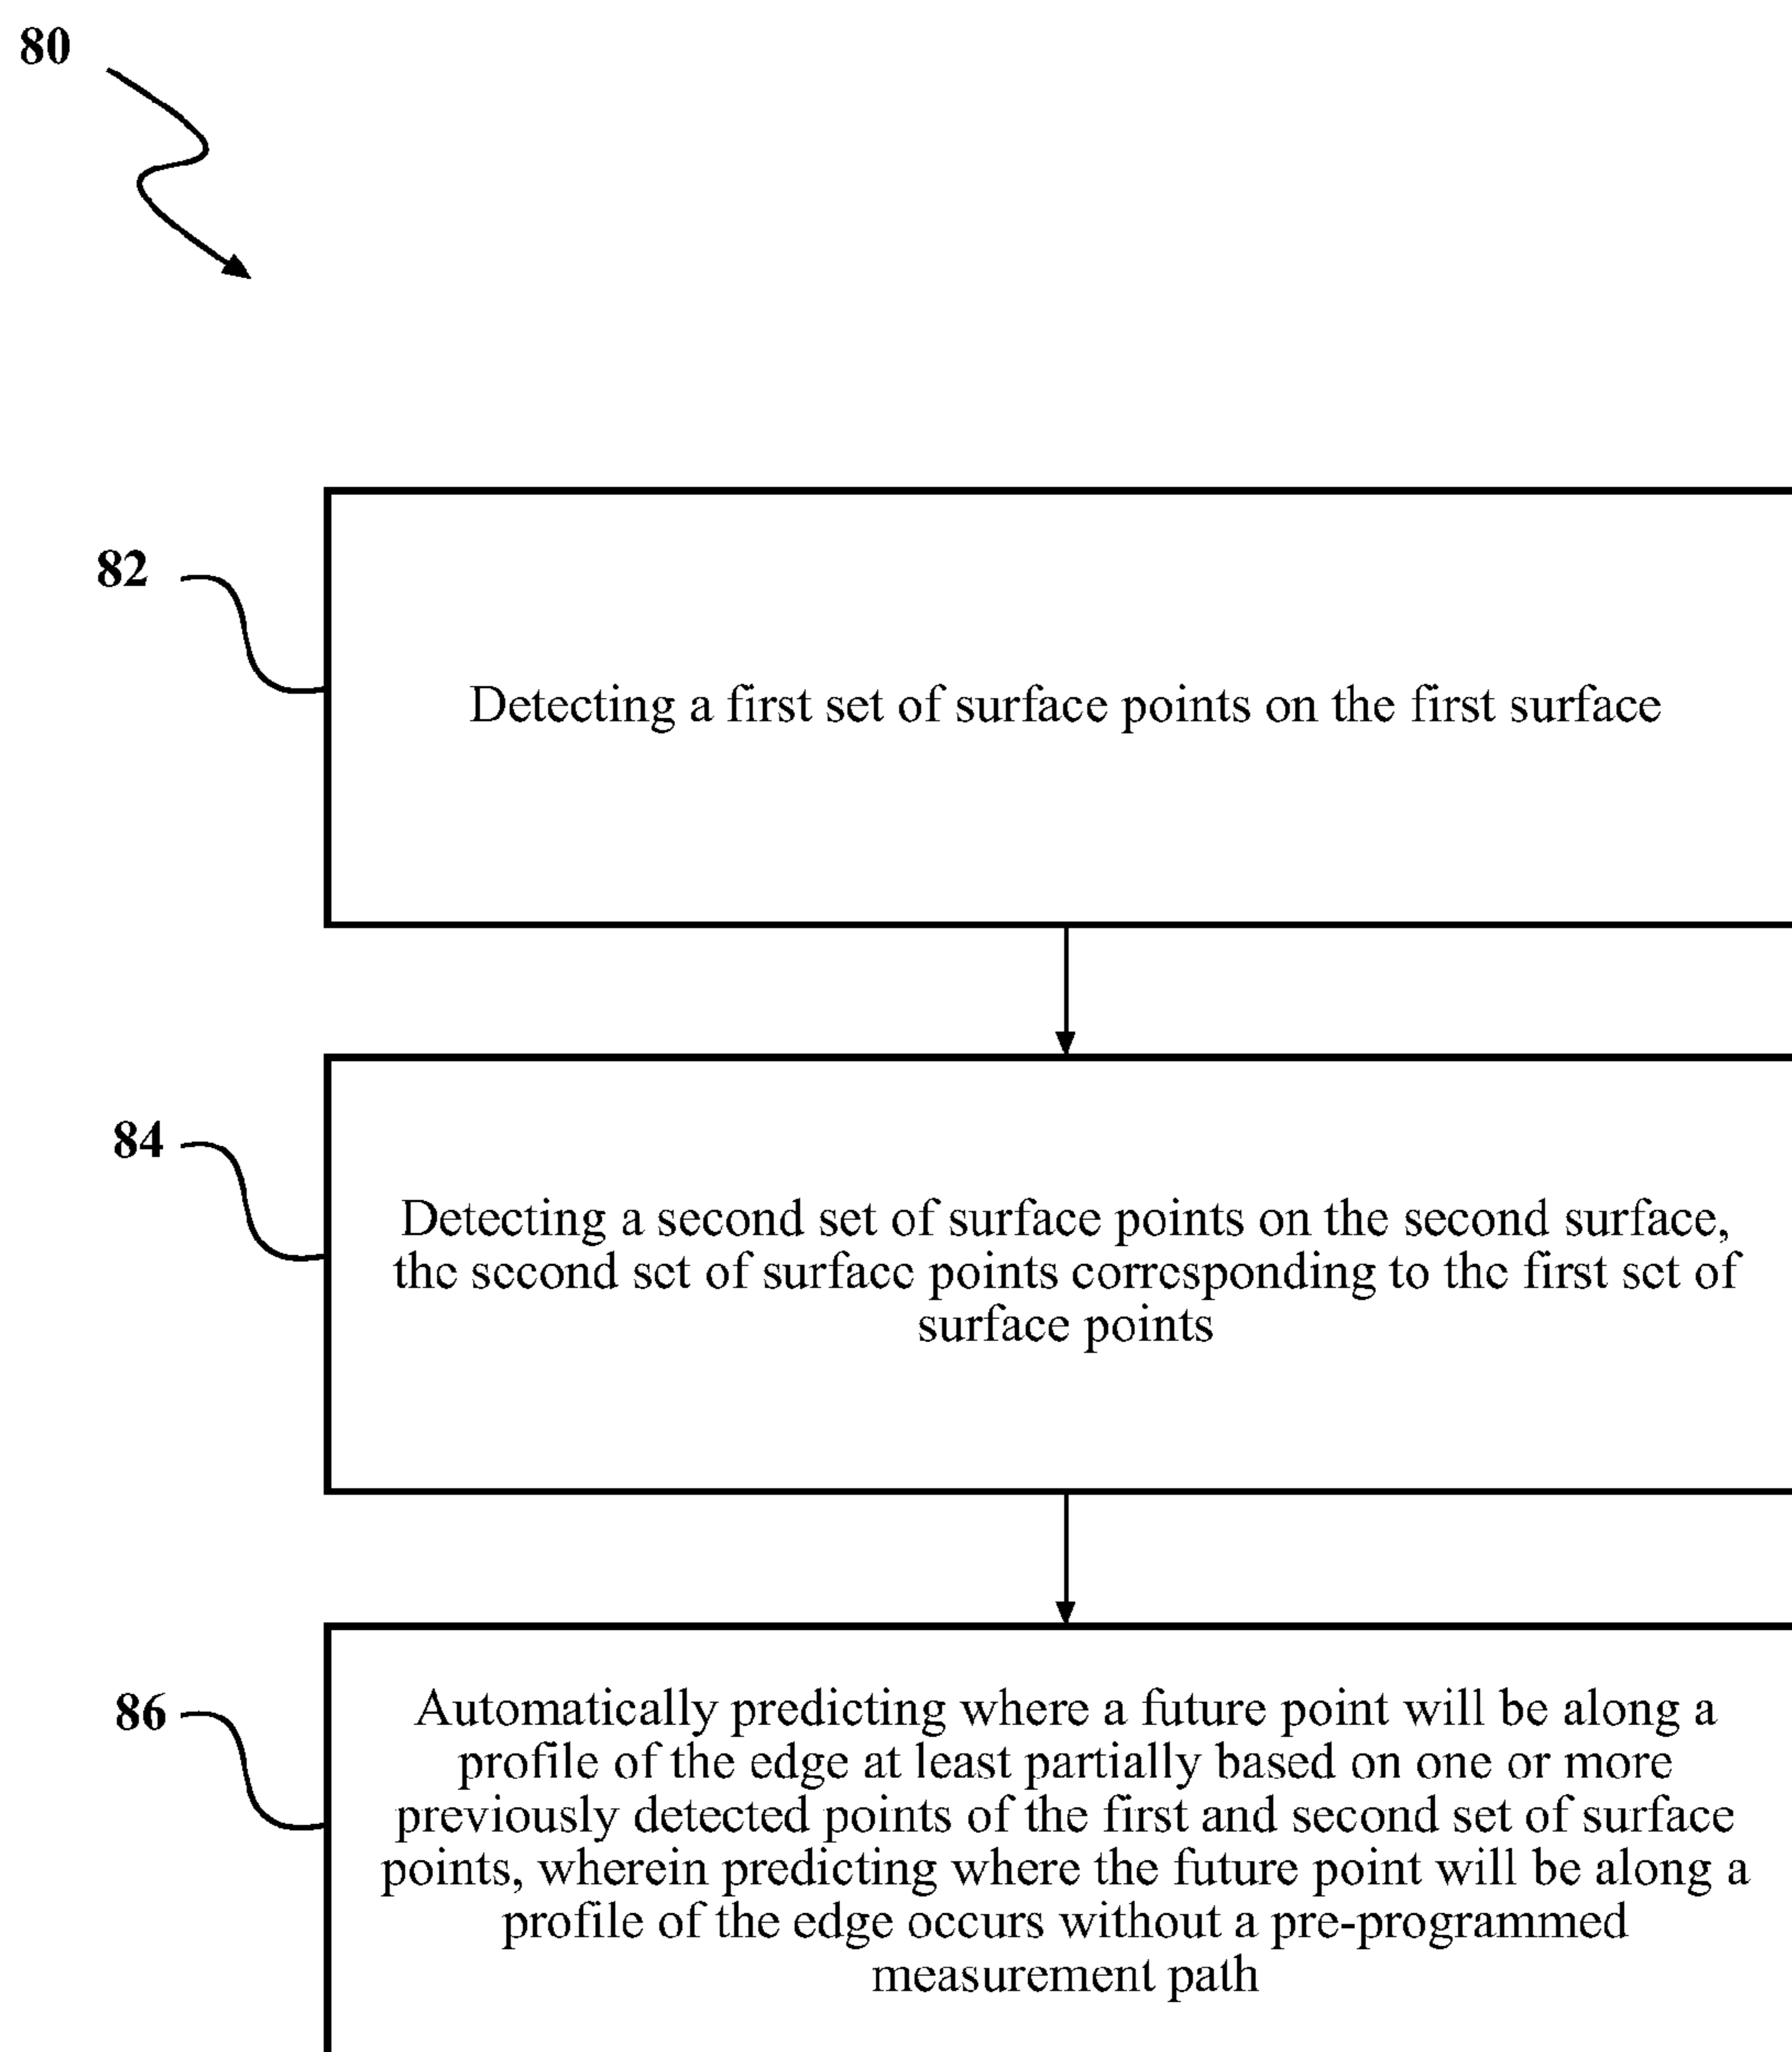 80
82
Detecting a first set of surface points on the first surface
84
Detecting a second set of surface points on the second surface,
the second set of surface points corresponding to the first set of
surface points
86
Automatically predicting where a future point will be along a
profile of the edge at least partially based on one or more
previously detected points of the first and second set of surface
points, wherein predicting where the future point will be along a
profile of the edge occurs without a pre-programmed
measurement path